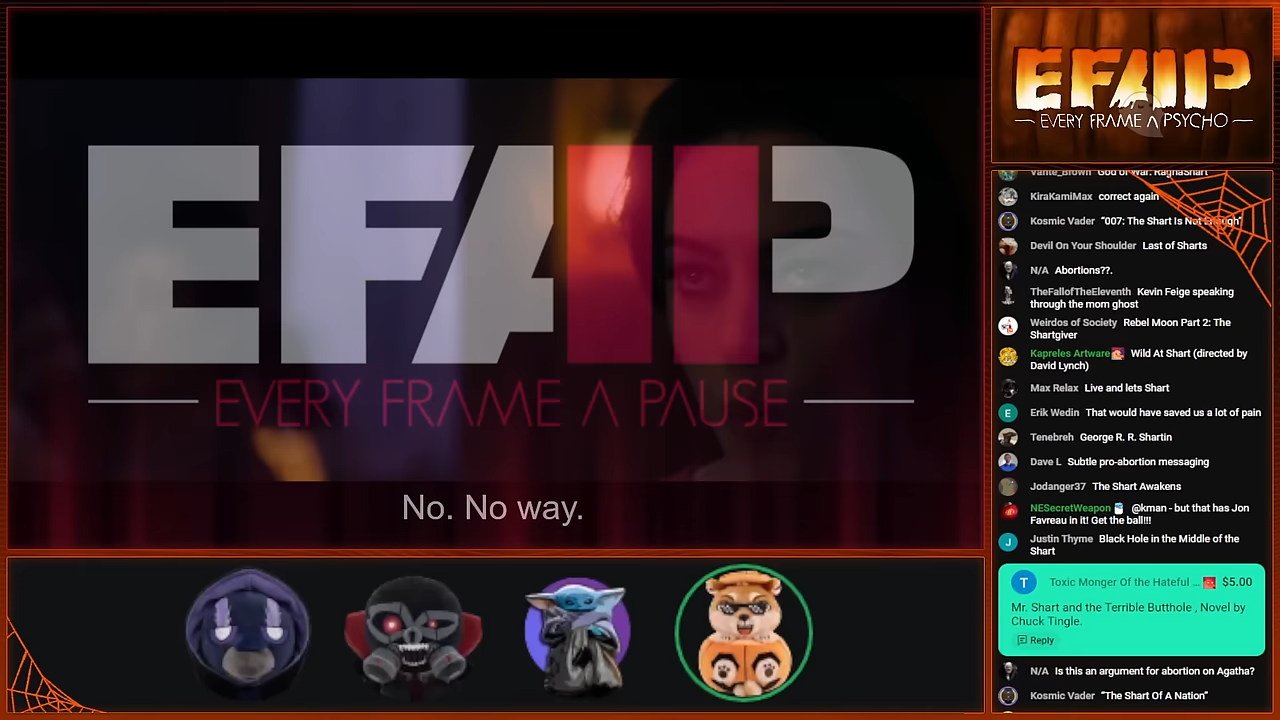 EFAP
EVERY FRAME A PAUSE
No. No way.
EFAP
EVERY FRAME A PSYCHO
Vante_Brown God of War: RagnaShart
KiraKamiMax correct again
Kosmic Vader “007: The Shart Is Not Enough”
Devil On Your Shoulder Last of Sharts
N/A Abortions??.
TheFallofTheEleventh Kevin Feige speaking
through the mom ghost
Weirdos of Society Rebel Moon Part 2: The
Shartgiver
Kapreles Artware Wild At Shart (directed by
David Lynch)
Max Relax Live and lets Shart
E Erik Wedin That would have saved us a lot of pain
Tenebreh George R. R. Shartin
Dave L Subtle pro-abortion messaging
Jodanger37 The Shart Awakens
NESecretWeapon @kman - but that has Jon
Favreau in it! Get the ball!!!
J Justin Thyme Black Hole in the Middle of the
Shart
T Toxic Monger Of the Hateful ... $5.00
Mr. Shart and the Terrible Butthole , Novel by
Chuck Tingle.
Reply
N/A Is this an argument for abortion on Agatha?
Kosmic Vader “The Shart Of A Nation”